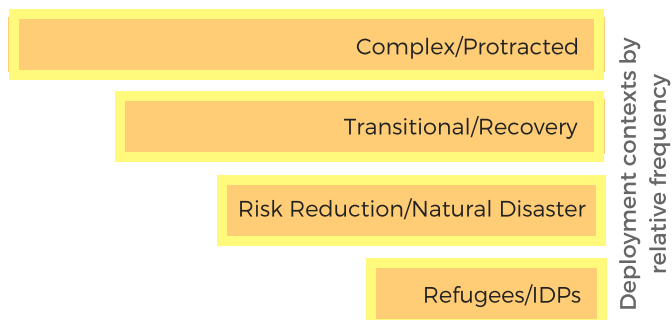 Complex/Protracted
Transitional/Recovery
Risk Reduction/Natural Disaster
Refugees/IDPs
Deployment contexts by
relative frequency